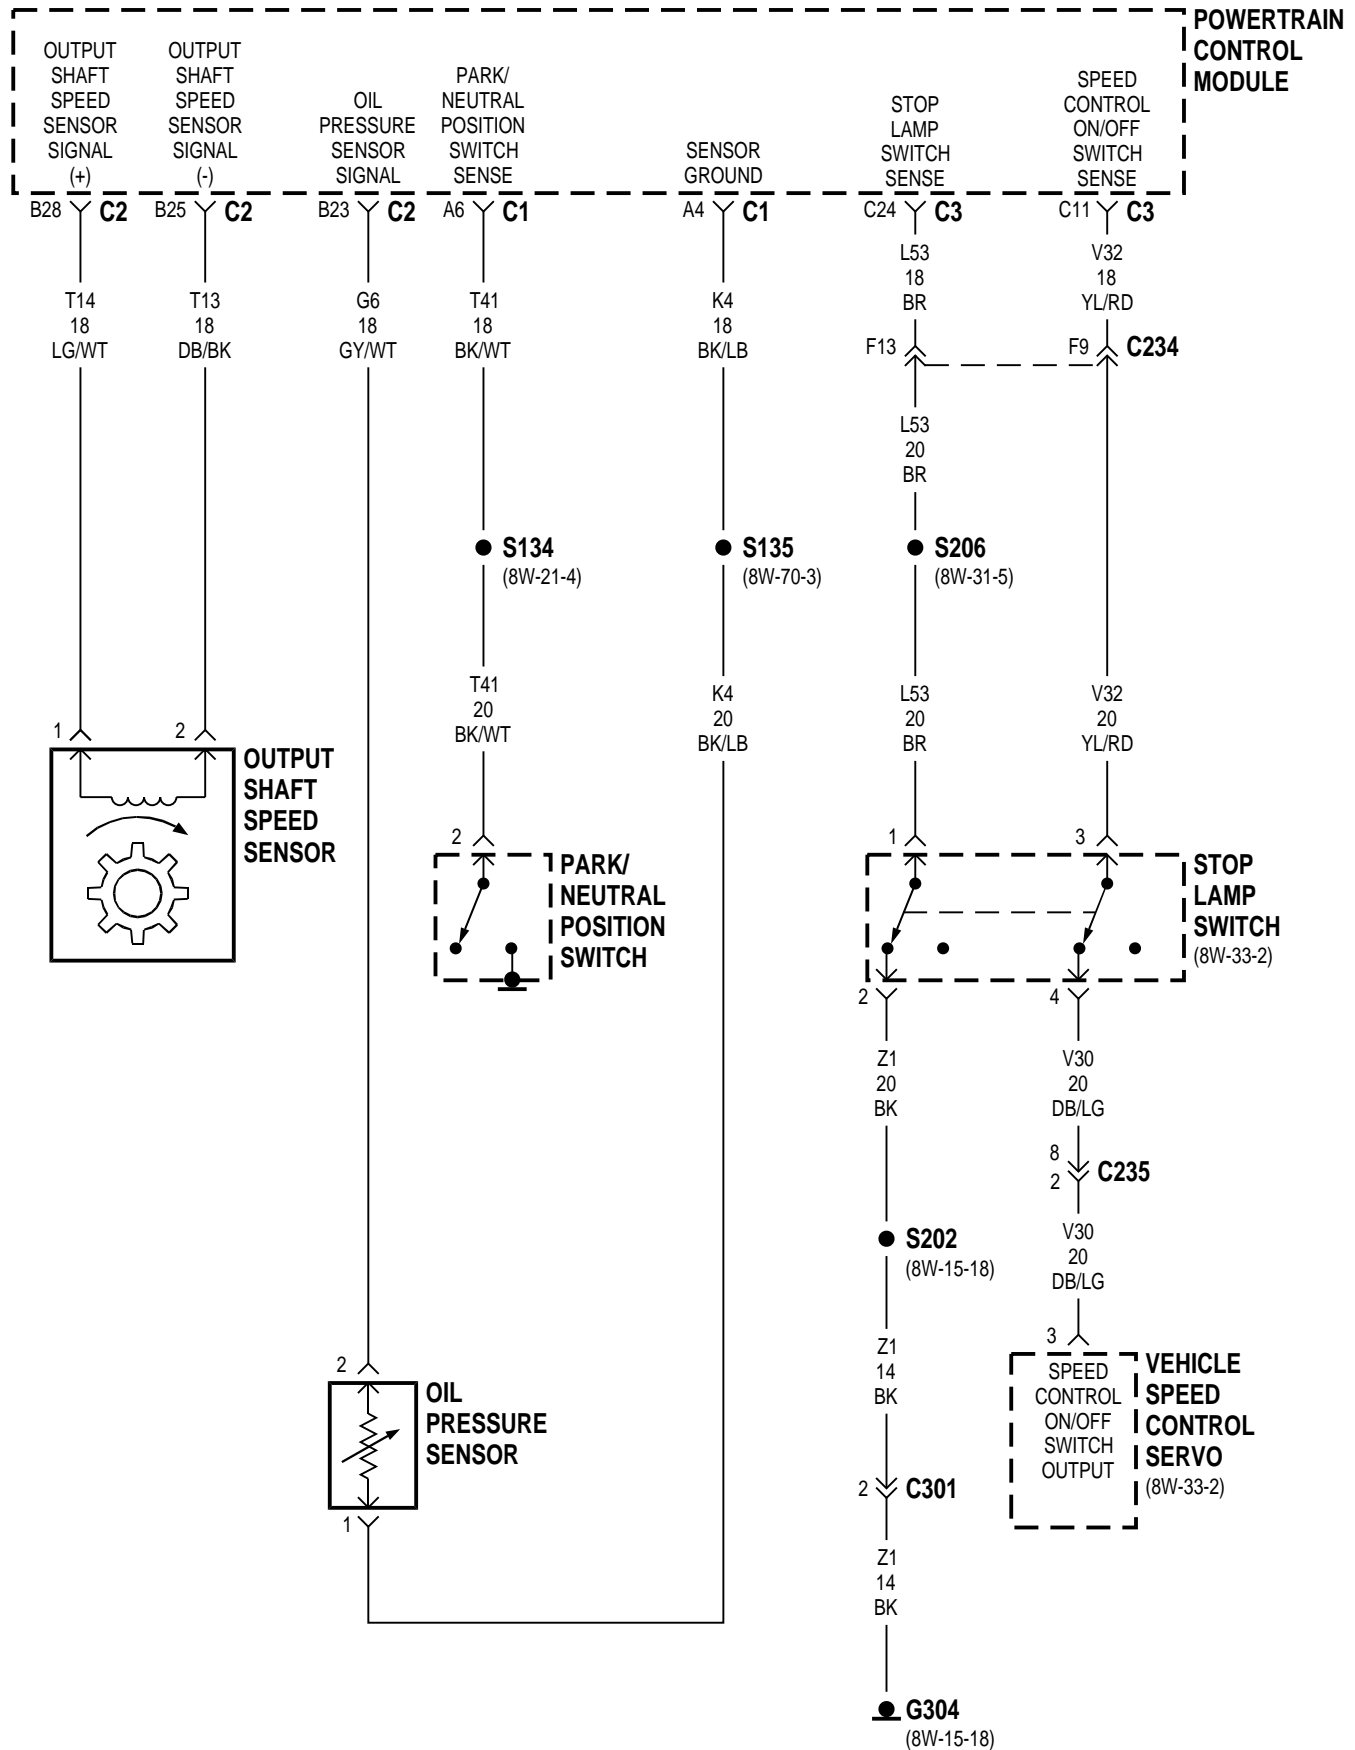 POWERTRAIN
CONTROL
MODULE
OUTPUT
SHAFT
SPEED
SENSOR
SIGNAL
(+)
OUTPUT
SHAFT
SPEED
SENSOR
SIGNAL
(-)
OIL
PRESSURE
SENSOR
SIGNAL
PARK/
NEUTRAL
POSITION
SWITCH
SENSE
SENSOR
GROUND
STOP
LAMP
SWITCH
SENSE
SPEED
CONTROL
ON/OFF
SWITCH
SENSE
B28 C2
B25 C2
B23 C2
A6 C1
A4 C1
C24 C3
C11 C3
T14
18
LG/WT
T13
18
DB/BK
G6
18
GY/WT
T41
18
BK/WT
K4
18
BK/LB
L53
18
BR
V32
18
YL/RD
F13
F9 C234
L53
20
BR
S134
(8W-21-4)
S135
(8W-70-3)
S206
(8W-31-5)
T41
20
BK/WT
K4
20
BK/LB
L53
20
BR
V32
20
YL/RD
1
2
OUTPUT
SHAFT
SPEED
SENSOR
2
PARK/
NEUTRAL
POSITION
SWITCH
1
3
STOP
LAMP
SWITCH
(8W-33-2)
2
4
Z1
20
BK
V30
20
DB/LG
8
2
C235
S202
(8W-15-18)
V30
20
DB/LG
Z1
14
BK
3
SPEED
CONTROL
ON/OFF
SWITCH
OUTPUT
VEHICLE
SPEED
CONTROL
SERVO
(8W-33-2)
2
OIL
PRESSURE
SENSOR
1
2 C301
Z1
14
BK
G304
(8W-15-18)